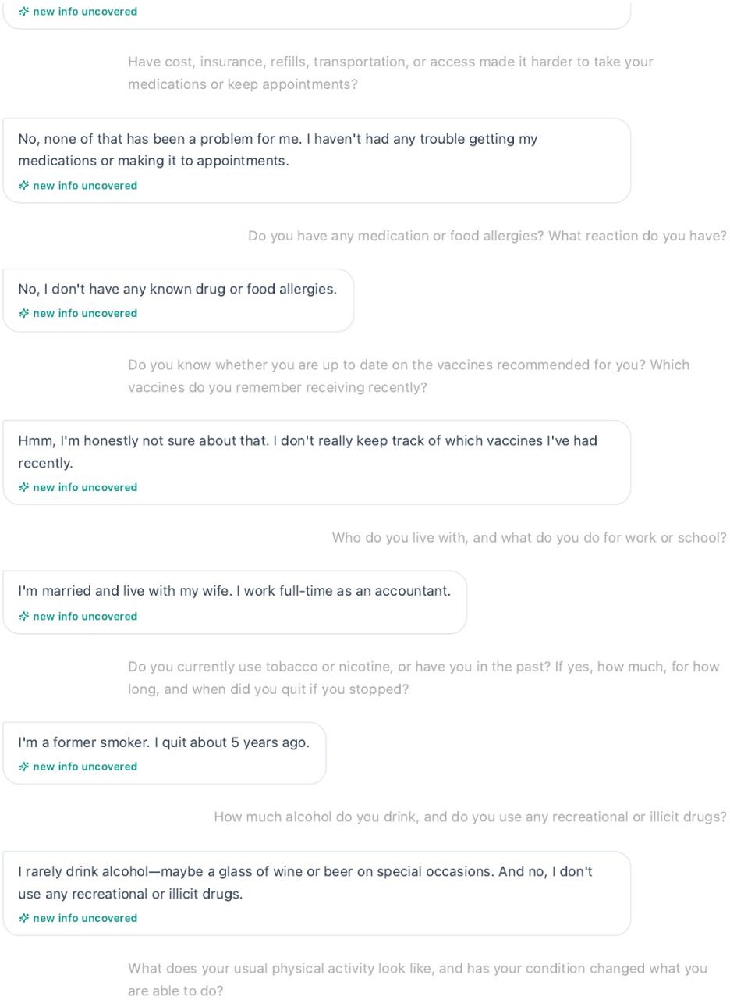 new info uncovered
Have cost, insurance, refills, transportation, or access made it harder to take your
medications or keep appointments?
No, none of that has been a problem for me. I haven't had any trouble getting my
medications or making it to appointments.
new info uncovered
Do you have any medication or food allergies? What reaction do you have?
No, I don't have any known drug or food allergies.
new info uncovered
Do you know whether you are up to date on the vaccines recommended for you? Which
vaccines do you remember receiving recently?
Hmm, I'm honestly not sure about that. I don't really keep track of which vaccines I've had
recently.
new info uncovered
Who do you live with, and what do you do for work or school?
I'm married and live with my wife. I work full-time as an accountant.
new info uncovered
Do you currently use tobacco or nicotine, or have you in the past? If yes, how much, for how
long, and when did you quit if you stopped?
I'm a former smoker. I quit about 5 years ago.
new info uncovered
How much alcohol do you drink, and do you use any recreational or illicit drugs?
I rarely drink alcohol—maybe a glass of wine or beer on special occasions. And no, I don't
use any recreational or illicit drugs.
new info uncovered
What does your usual physical activity look like, and has your condition changed what you
are able to do?